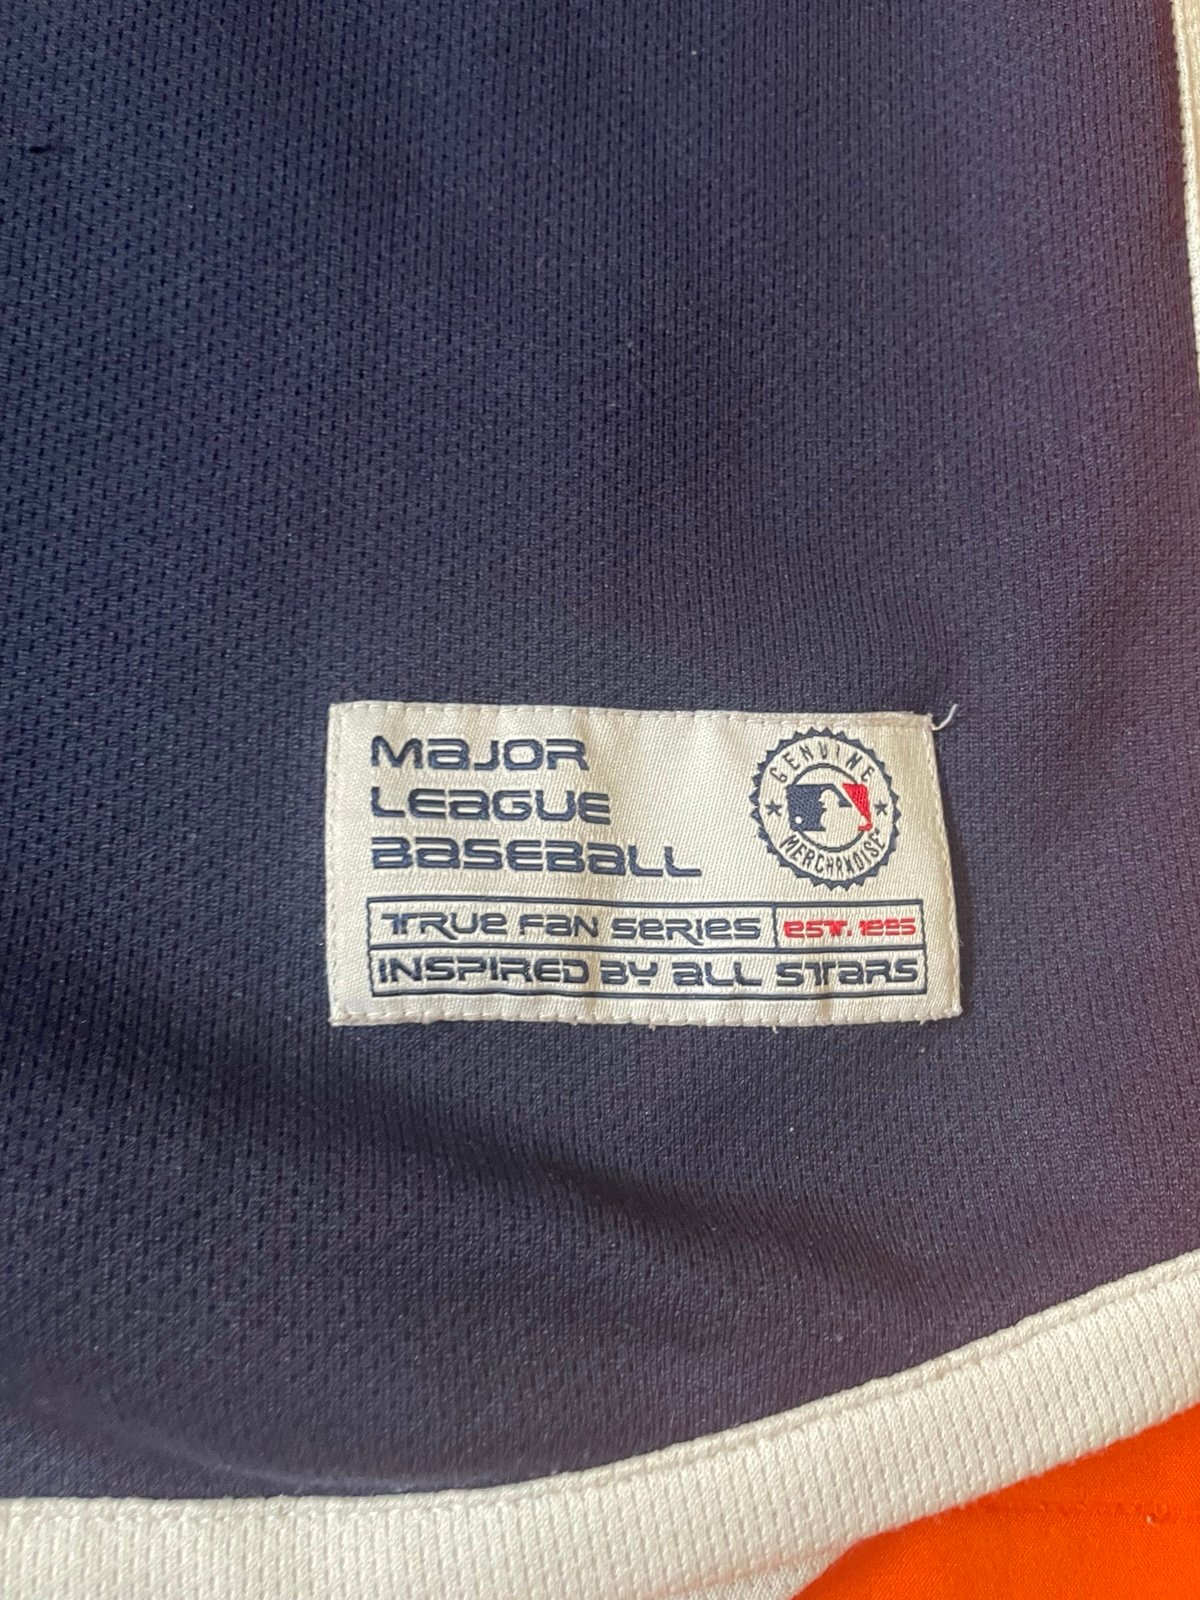 MaJOR
LEaGUE
BaSEBaLL
GENUINE
MERCHANDISE
TRUe FaN SeRIES
eST. 1995
INSPIReD BY aLL STaRS